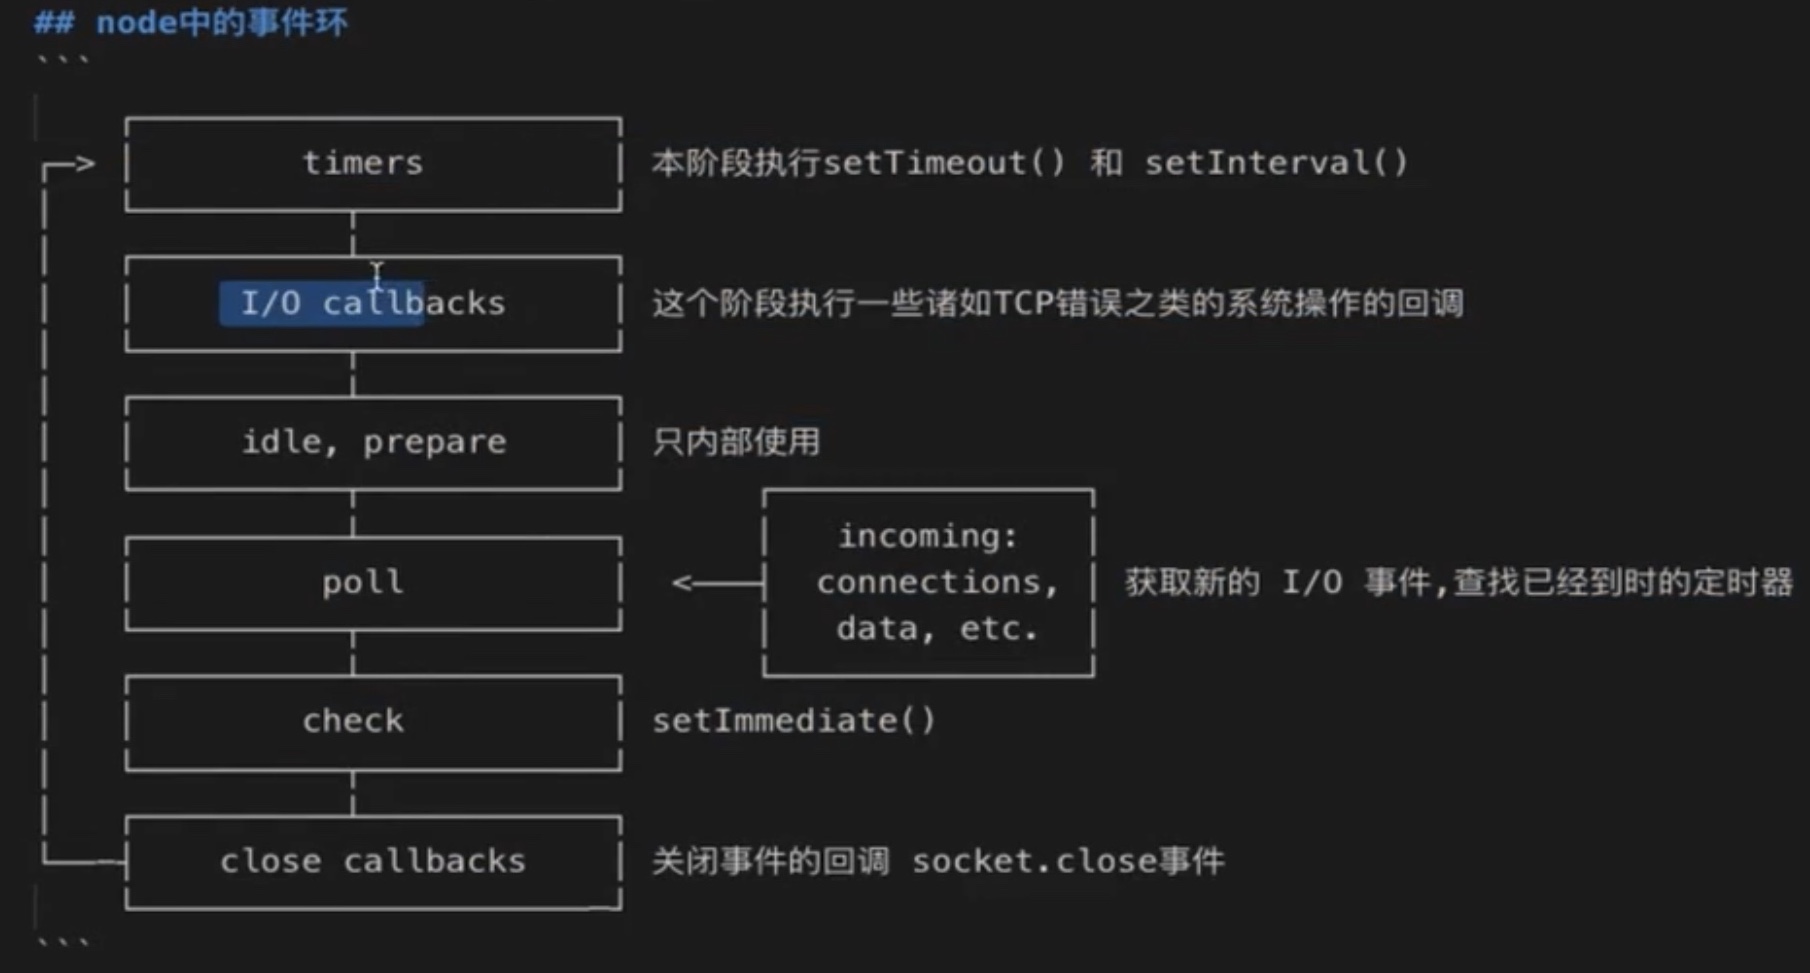 ## node中的事件环
```
timers 本阶段执行setTimeout() 和 setInterval()
I/O callbacks 这个阶段执行一些诸如TCP错误之类的系统操作的回调
idle, prepare 只内部使用
incoming:
poll < connections, 获取新的 I/O 事件,查找已经到时的定时器
data, etc.
check setImmediate()
close callbacks 关闭事件的回调 socket.close事件
```